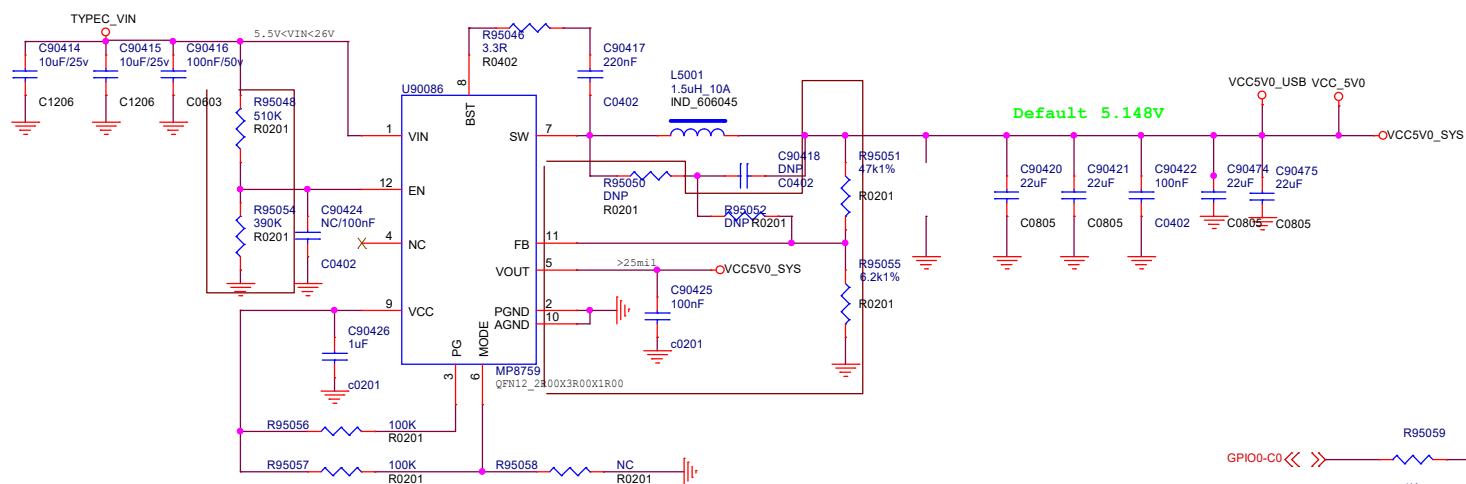 TYPEC_VIN
5.5V<VIN<26V
C90414
10uF/25v
C1206
C90415
10uF/25v
C1206
C90416
100nF/50v
C0603
R95048
510K
R0201
R95054
390K
R0201
C90424
NC/100nF
C0402
C90426
1uF
c0201
U90086
8
BST
1
VIN
12
EN
4
NC
9
VCC
3
PG
6
MODE
SW
7
FB
11
VOUT
5
PGND
2
AGND
10
MP8759
QFN12_2R00X3R00X1R00
R95046
3.3R
R0402
C90417
220nF
C0402
L5001
1.5uH_10A
IND_606045
R95050
DNP
R0201
C90418
DNP
C0402
R95052
DNP
R0201
R95051
47k1%
R0201
R95055
6.2k1%
R0201
>25mil
VCC5V0_SYS
C90425
100nF
c0201
Default 5.148V
VCC5V0_USB
VCC_5V0
VCC5V0_SYS
C90420
22uF
C0805
C90421
22uF
C0805
C90422
100nF
C0402
C90474
22uF
C0805
C90475
22uF
C0805
R95056
100K
R0201
R95057
100K
R0201
R95058
NC
R0201
R95059
GPIO0-C0